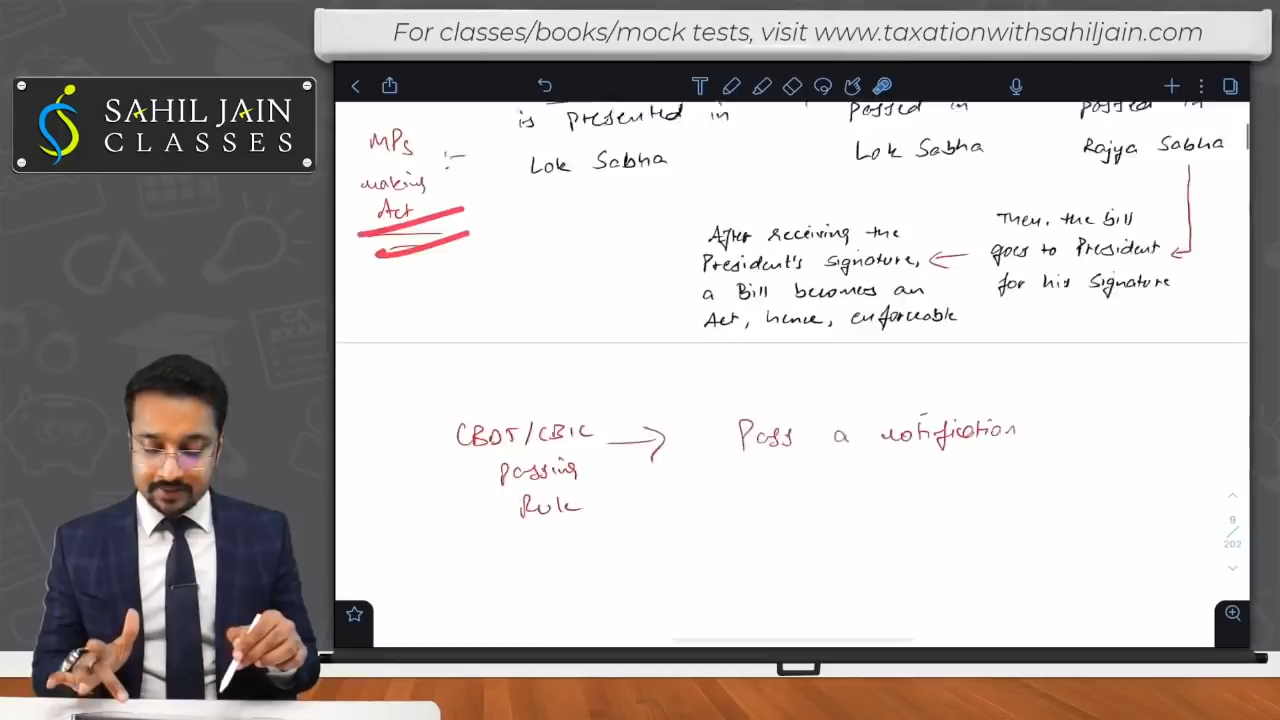 For classes/books/mock tests, visit www.taxationwithsahiljain.com
SAHIL JAIN
CLASSES
is presented in
Lok Sabha
passed in
Lok Sabha
passed in
Rajya Sabha
MPs
making
Act
:-
Then, the bill
goes to President
for his signature
After receiving the
President's signature,
a Bill becomes an
Act, hence, enforceable
CBDT/CBIC
passing
Rule
Pass a notification
9
/
202